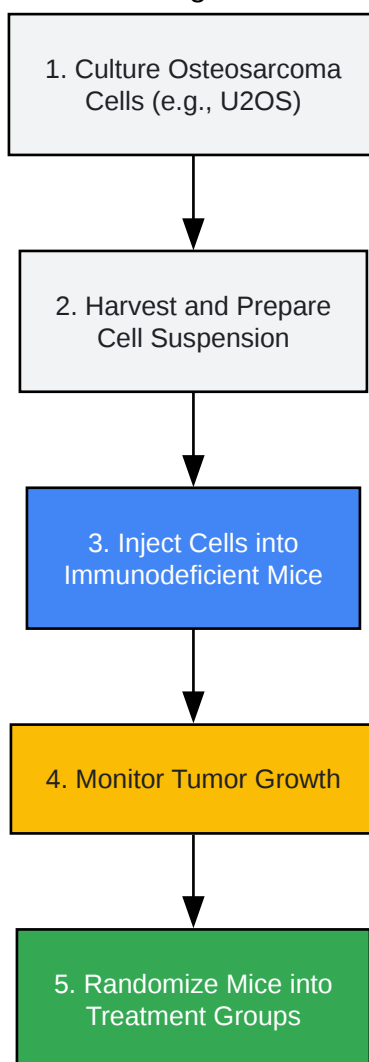 1. Culture Osteosarcoma
Cells (e.g., U2OS)
2. Harvest and Prepare
Cell Suspension
3. Inject Cells into
Immunodeficient Mice
4. Monitor Tumor Growth
5. Randomize Mice into
Treatment Groups